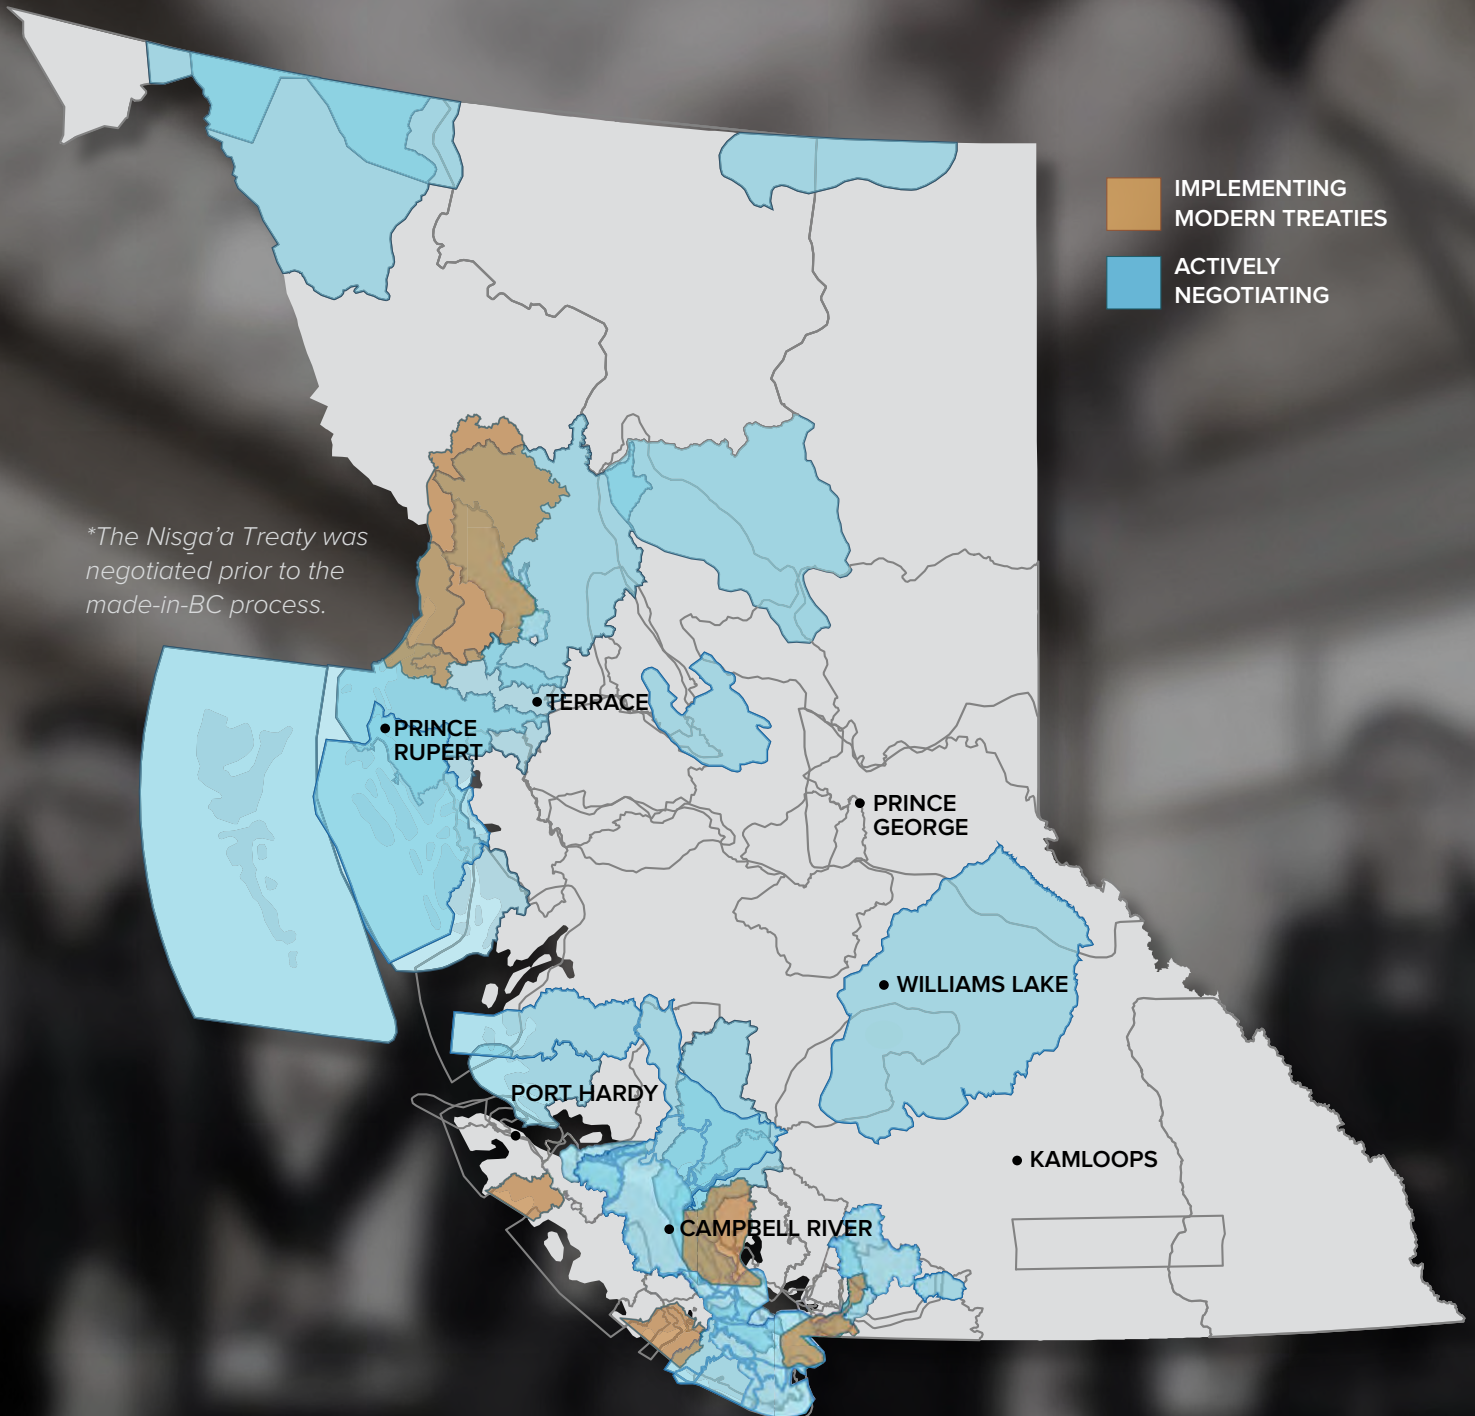 IMPLEMENTING
MODERN TREATIES
ACTIVELY
NEGOTIATING
*The Nisg̱a’a Treaty was
negotiated prior to the
made-in-BC process.
TERRACE
PRINCE
RUPERT
PRINCE
GEORGE
WILLIAMS LAKE
PORT HARDY
KAMLOOPS
CAMPBELL RIVER